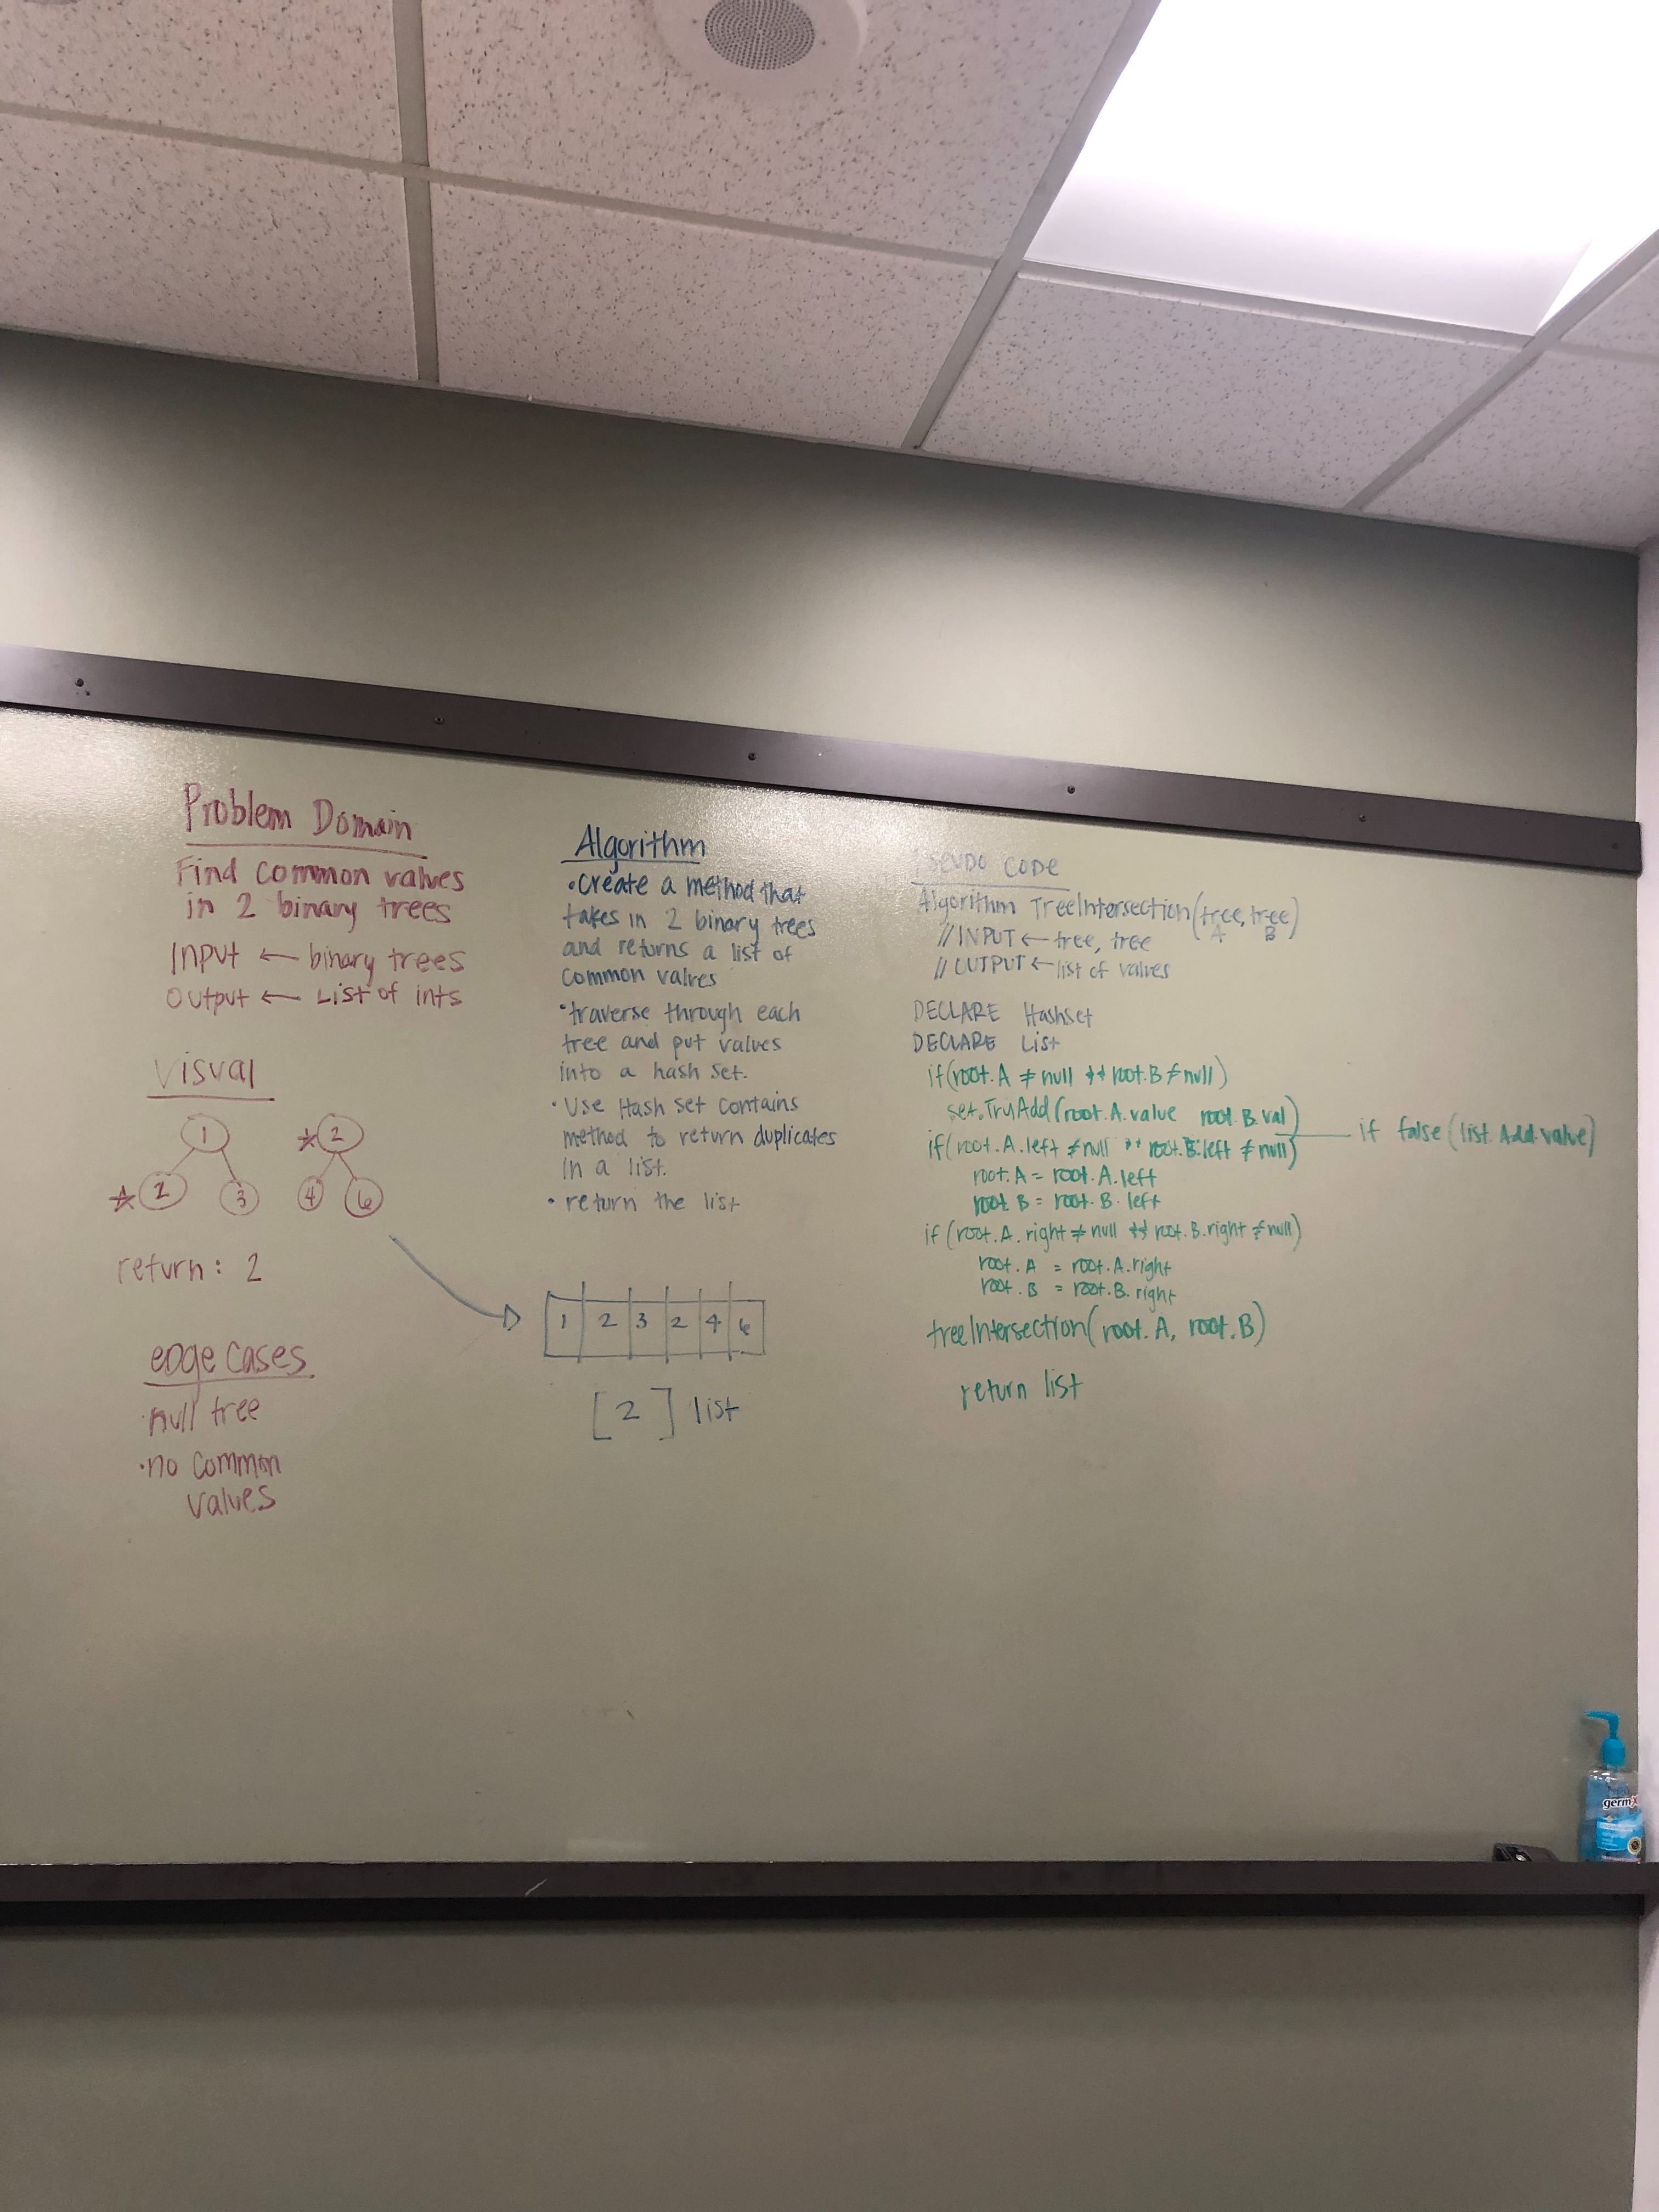 Problem Domain
Find common values
in 2 binary trees
INPUT ← binary trees
Output ← List of ints
Visual
1
2
3
2
4
6
return: 2
edge cases
null tree
•no common
values
Algorithm
•create a method that
takes in 2 binary trees
and returns a list of
common values
•traverse through each
tree and put values
into a hash set.
•Use Hash set contains
method to return duplicates
in a list.
•return the list
1 2 3 2 4 6
[2] list
Pseudo Code
Algorithm TreeIntersection(tree, tree)
A B
// INPUT ← tree, tree
// OUTPUT ← list of values
DECLARE Hashset
DECLARE List
if(root.A ≠ null && root.B ≠ null)
set.TryAdd(root.A.value root.B.val)
if false (list.Add.value)
if(root.A.left ≠ null && root.B.left ≠ null)
root.A = root.A.left
root.B = root.B.left
if(root.A.right ≠ null && root.B.right ≠ null)
root.A = root.A.right
root.B = root.B.right
treeIntersection(root.A, root.B)
return list
germX